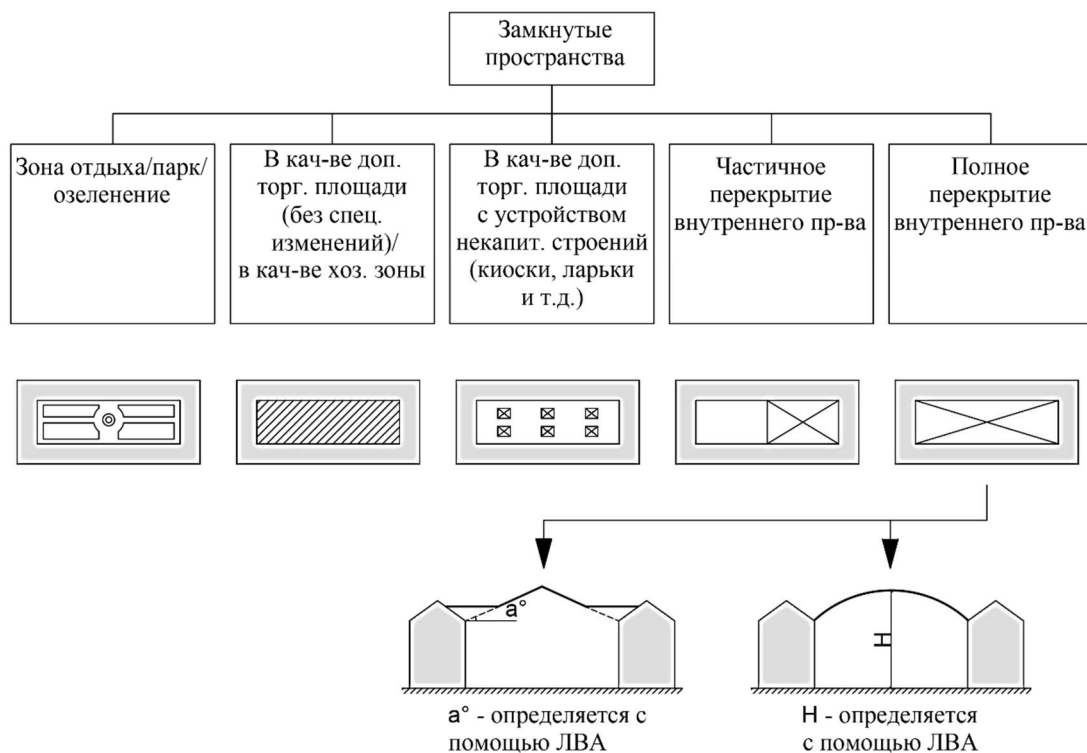 Замкнутые
пространства
Зона отдыха/парк/
озеленение
В кач-ве доп.
торг. площади
(без спец.
изменений)/
в кач-ве хоз. зоны
В кач-ве доп.
торг. площади
с устройством
некапит. строений
(киоски, ларьки
и т.д.)
Частичное
перекрытие
внутреннего пр-ва
Полное
перекрытие
внутреннего пр-ва
a°
H
a° - определяется с
помощью ЛВА
H - определяется
с помощью ЛВА